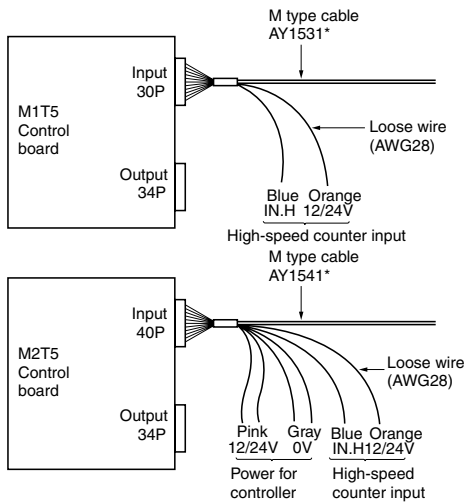 M type cable
AY1531*
Input
30P
M1T5
Control
board
Loose wire
(AWG28)
Output
34P
Blue Orange
IN.H 12/24V
High-speed counter input
M type cable
AY1541*
Input
40P
M2T5
Control
board
Loose wire
(AWG28)
Output
34P
Pink Gray Blue Orange
12/24V 0V IN.H12/24V
Power for High-speed
controller counter input